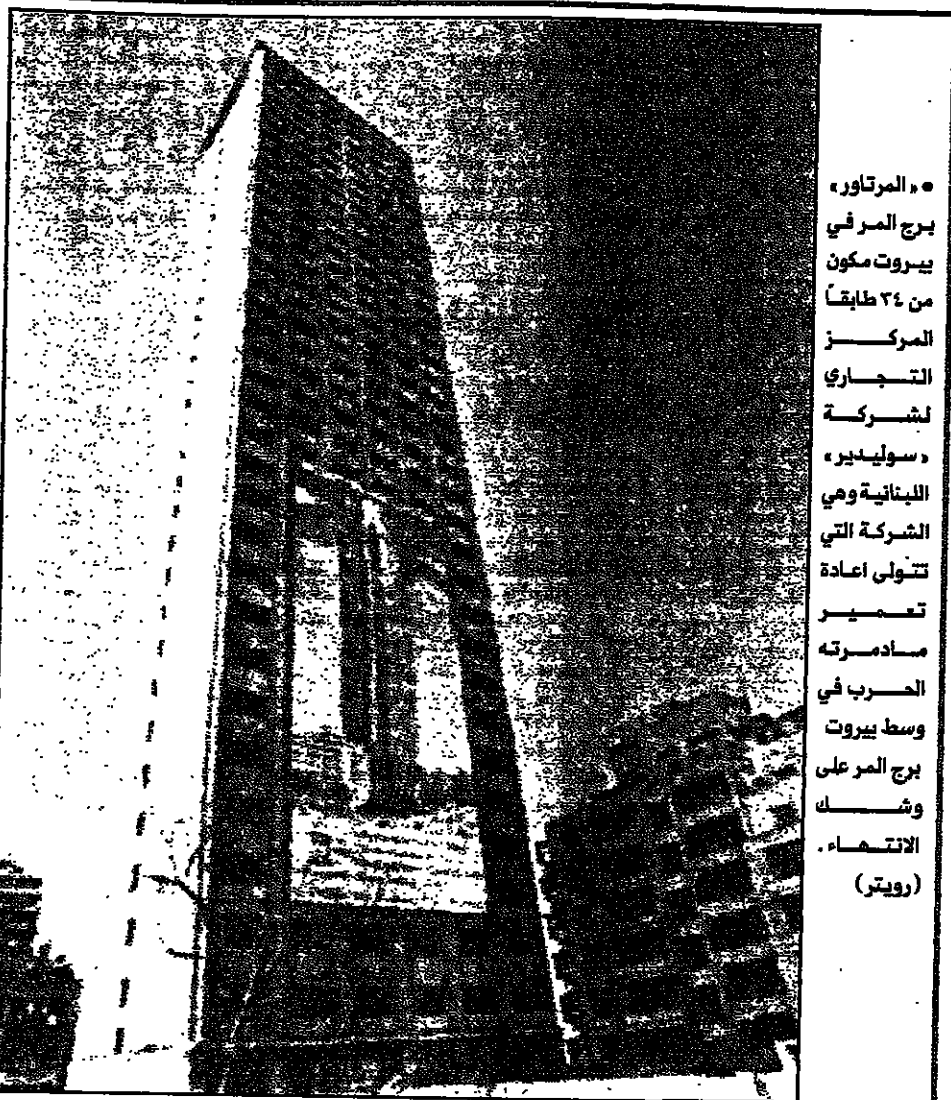 ● «المرتاور»
برج المر في
بيروت مكون
من ٣٤ طابقاً
المركز
التجاري
لشركة
«سوليدير»
اللبنانية وهي
الشركة التي
تتولى اعادة
تعمير
مادمرته
الحرب في
وسط بيروت
برج المر على
وشك
الانتهاء.
(رويتر)